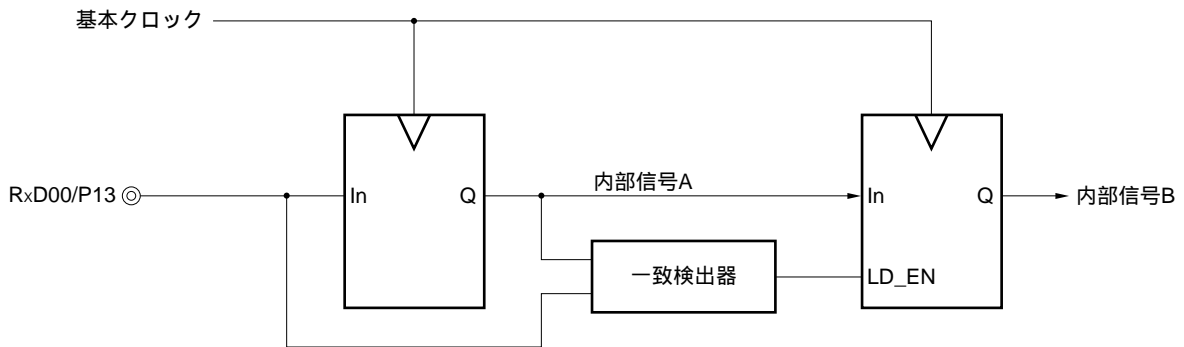 基本クロック
RxD00/P13
In
Q
内部信号A
In
Q
内部信号B
一致検出器
LD_EN